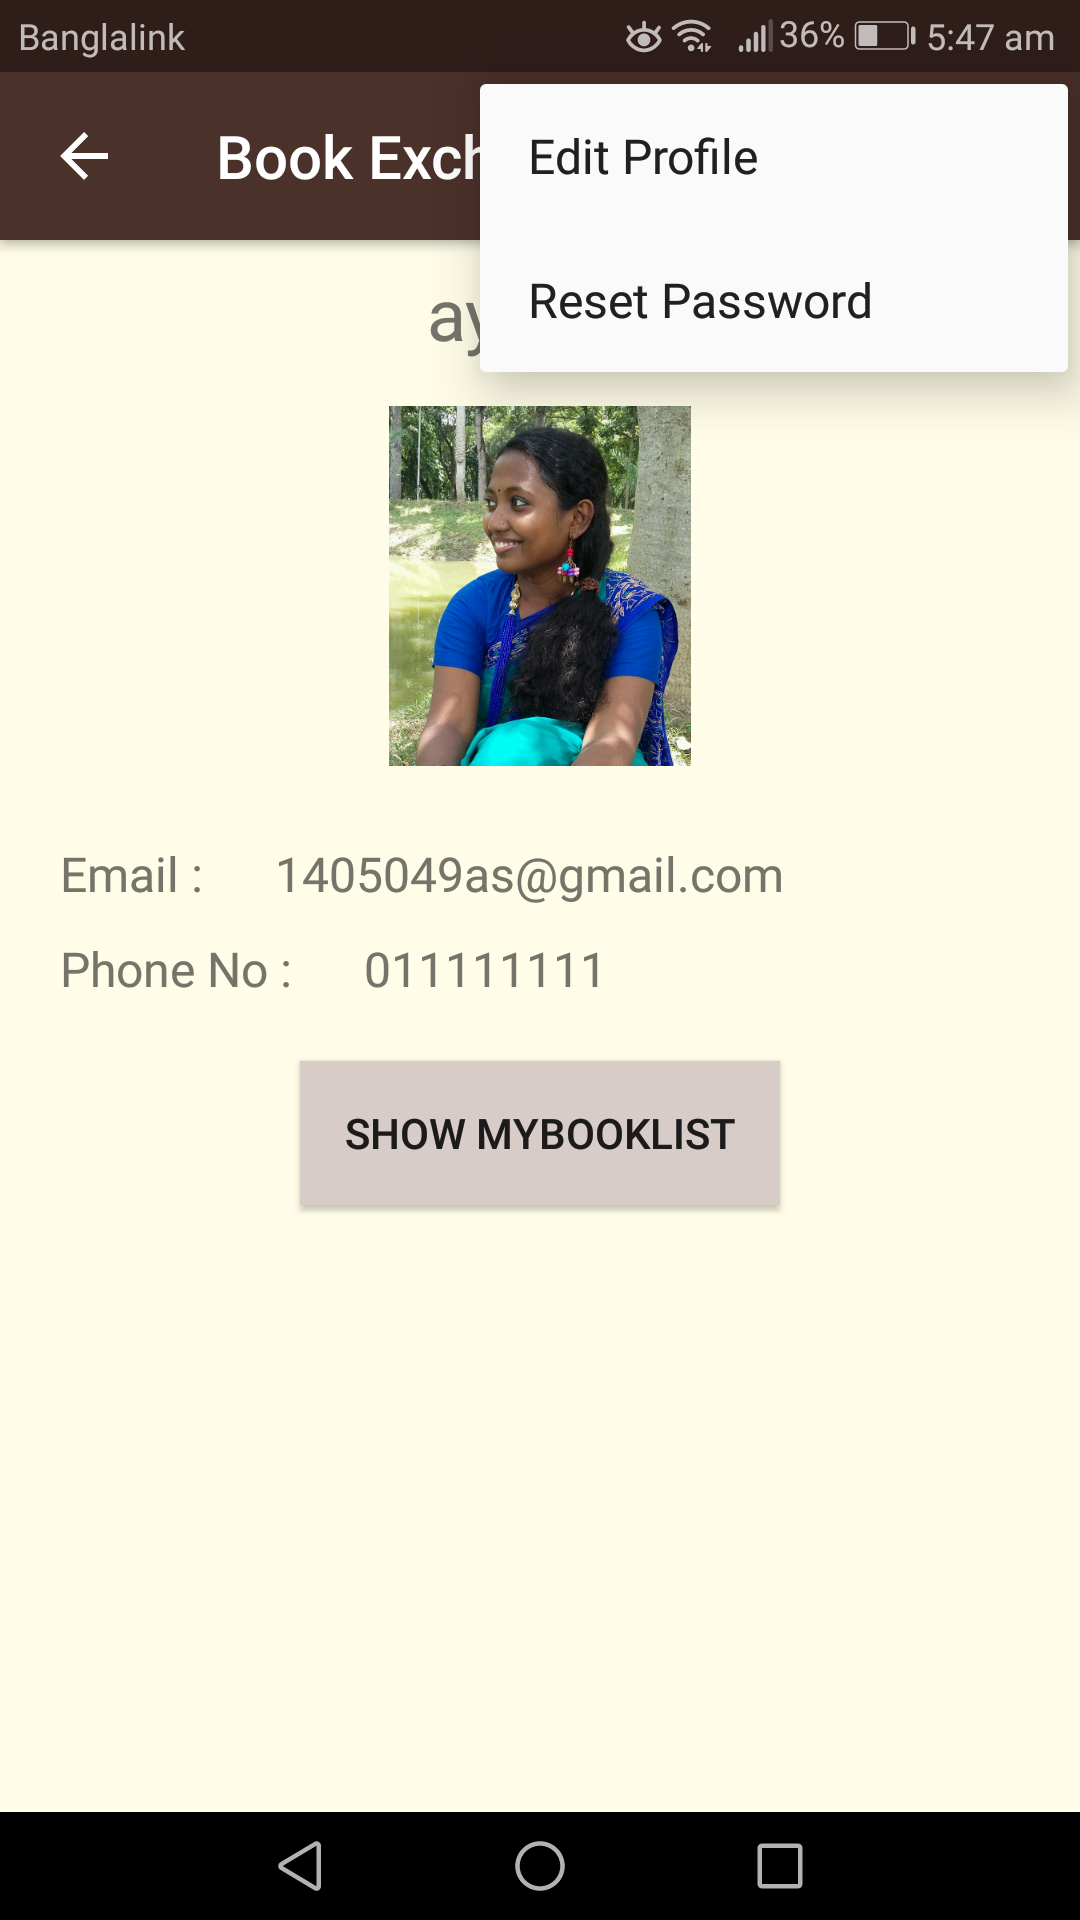 Banglalink 36% 5:47 am
Book Exch
Edit Profile
Reset Password
ay
Email : 1405049as@gmail.com
Phone No : 011111111
SHOW MYBOOKLIST